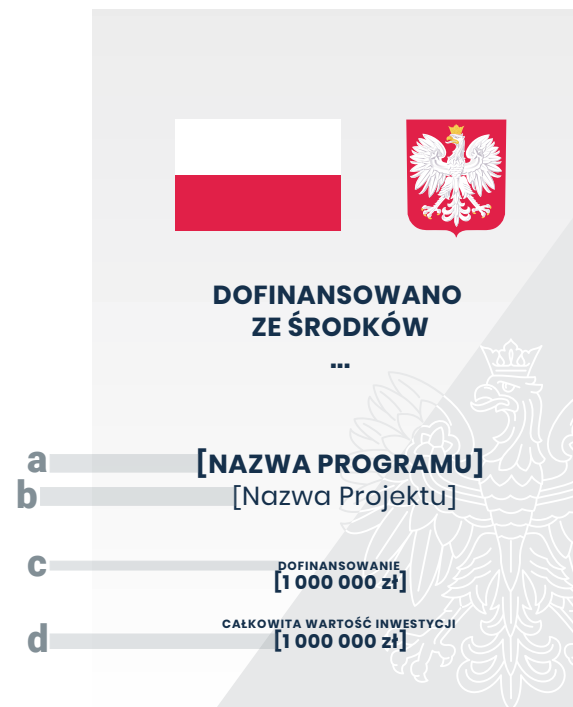 DOFINANSOWANO
ZE ŚRODKÓW
...
a [NAZWA PROGRAMU]
b [Nazwa Projektu]
c DOFINANSOWANIE
[1 000 000 zł]
CAŁKOWITA WARTOŚĆ INWESTYCJI
d [1 000 000 zł]